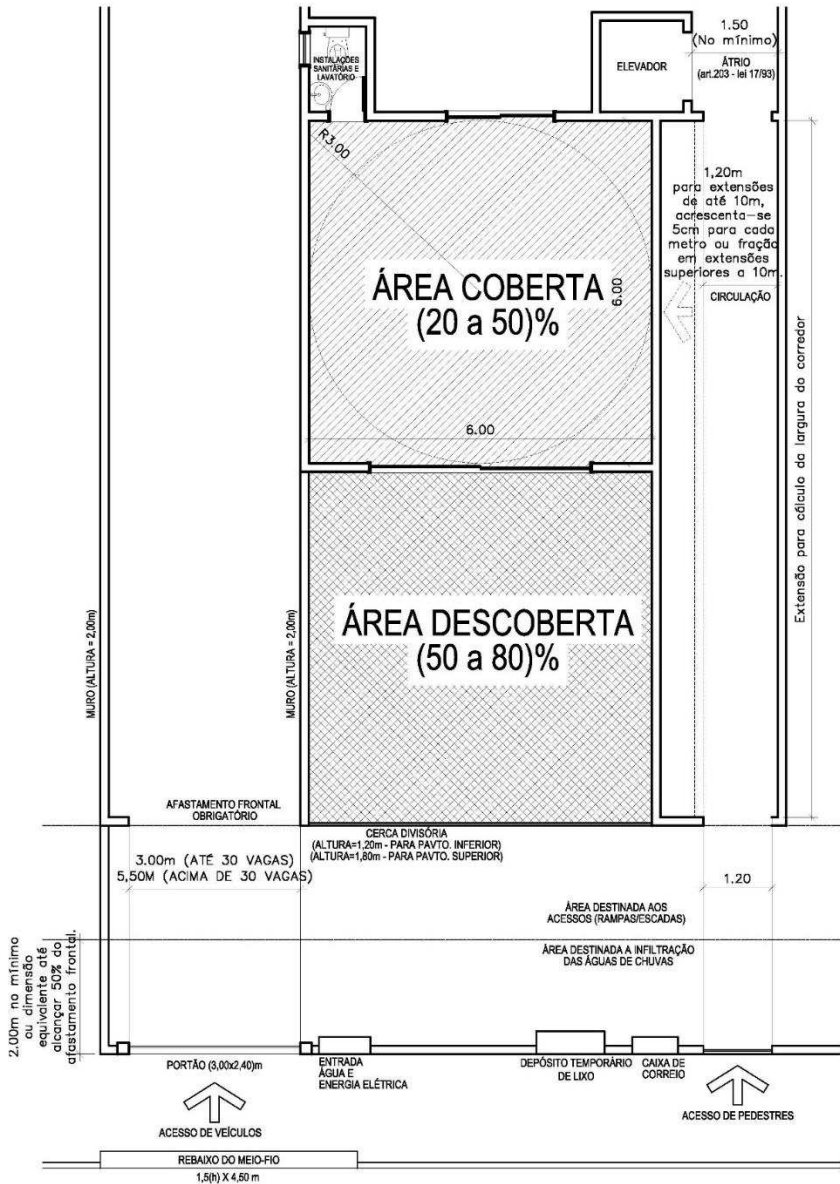 1.50
(No mínimo)
ÁTRIO
(art.203 - lei 17/93)
ELEVADOR
INSTALAÇÕES
SANITÁRIAS E
LAVATÓRIO
R3.00
1,20m
para extensões
de até 10m,
acrescenta-se
5cm para cada
metro ou fração
em extensões
superiores a 10m.
CIRCULAÇÃO
ÁREA COBERTA
(20 a 50)%
6.00
6.00
Extensão para cálculo da largura do corredor
ÁREA DESCOBERTA
(50 a 80)%
MURO (ALTURA = 2,00m)
MURO (ALTURA = 2,00m)
AFASTAMENTO FRONTAL
OBRIGATÓRIO
CERCA DIVISÓRIA
(ALTURA=1,20m - PARA PAVTO. INFERIOR)
(ALTURA=1,80m - PARA PAVTO. SUPERIOR)
3.00m (ATÉ 30 VAGAS)
5,50M (ACIMA DE 30 VAGAS)
1.20
ÁREA DESTINADA AOS
ACESSOS (RAMPAS/ESCADAS)
ÁREA DESTINADA A INFILTRAÇÃO
DAS ÁGUAS DE CHUVAS
2.00m no mínimo
ou dimensão
equivalente até
alcançar 50% do
afastamento frontal.
PORTÃO (3,00x2,40)m
ENTRADA
ÁGUA E
ENERGIA ELÉTRICA
DEPÓSITO TEMPORÁRIO
DE LIXO
CAIXA DE
CORREIO
ACESSO DE PEDESTRES
ACESSO DE VEÍCULOS
REBAIXO DO MEIO-FIO
1,5(h) X 4,50 m